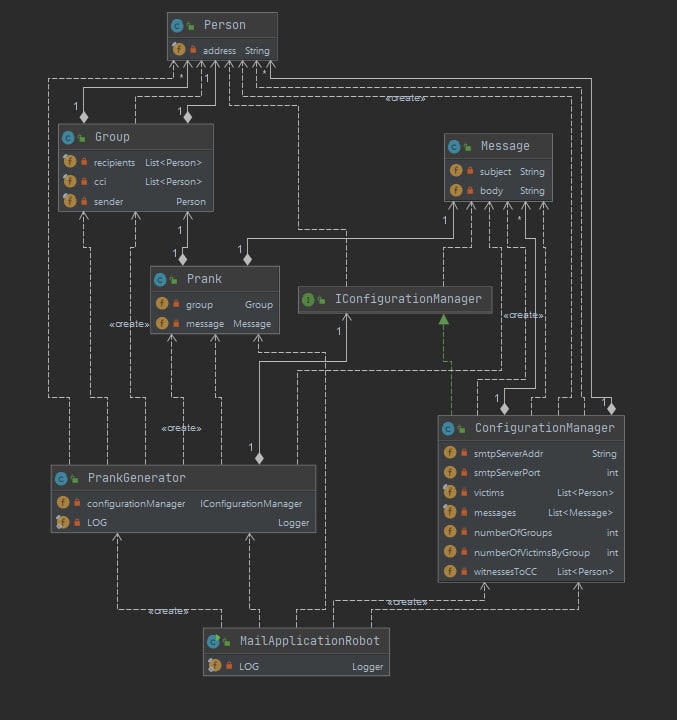 Person
address String
* 1 *
1 1
«create»
Group
recipients List<Person>
cci List<Person>
sender Person
Message
subject String
body String
1 *
1
1 1
Prank
group Group
message Message
IConfigurationManager
«create»
«create»
1
1 1
ConfigurationManager
smtpServerAddr String
smtpServerPort int
victims List<Person>
messages List<Message>
numberOfGroups int
numberOfVictimsByGroup int
witnessesToCC List<Person>
«create»
1
PrankGenerator
configurationManager IConfigurationManager
LOG Logger
«create»
«create»
MailApplicationRobot
LOG Logger